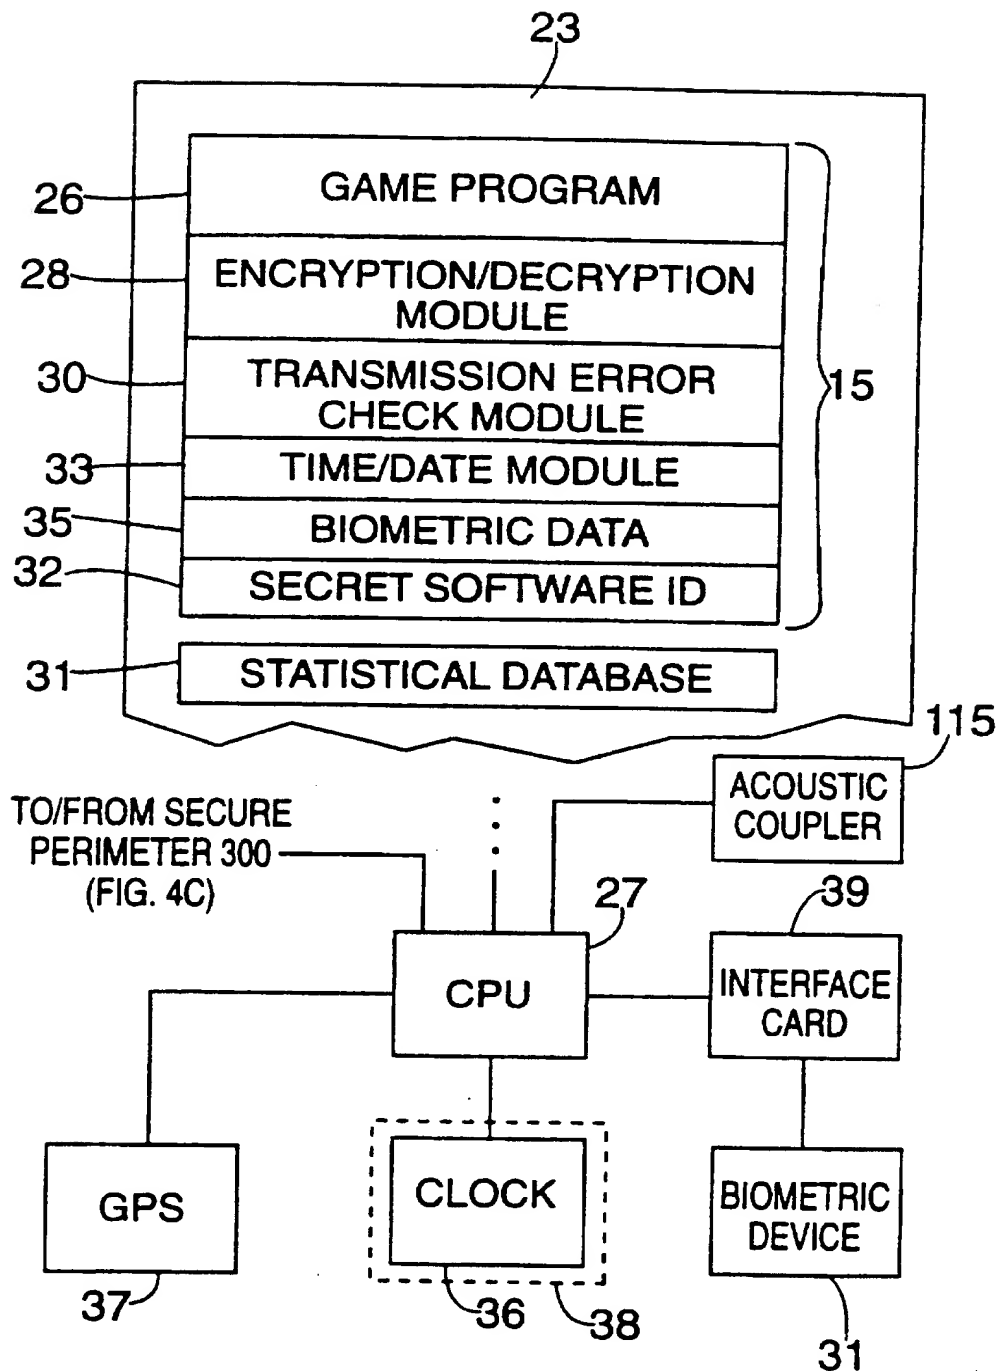 23
26
GAME PROGRAM
28
ENCRYPTION/DECRYPTION
MODULE
30
TRANSMISSION ERROR
CHECK MODULE
15
33
TIME/DATE MODULE
35
BIOMETRIC DATA
32
SECRET SOFTWARE ID
31
STATISTICAL DATABASE
115
ACOUSTIC
COUPLER
TO/FROM SECURE
PERIMETER 300
(FIG. 4C)
27
CPU
39
INTERFACE
CARD
GPS
37
CLOCK
36
38
BIOMETRIC
DEVICE
31